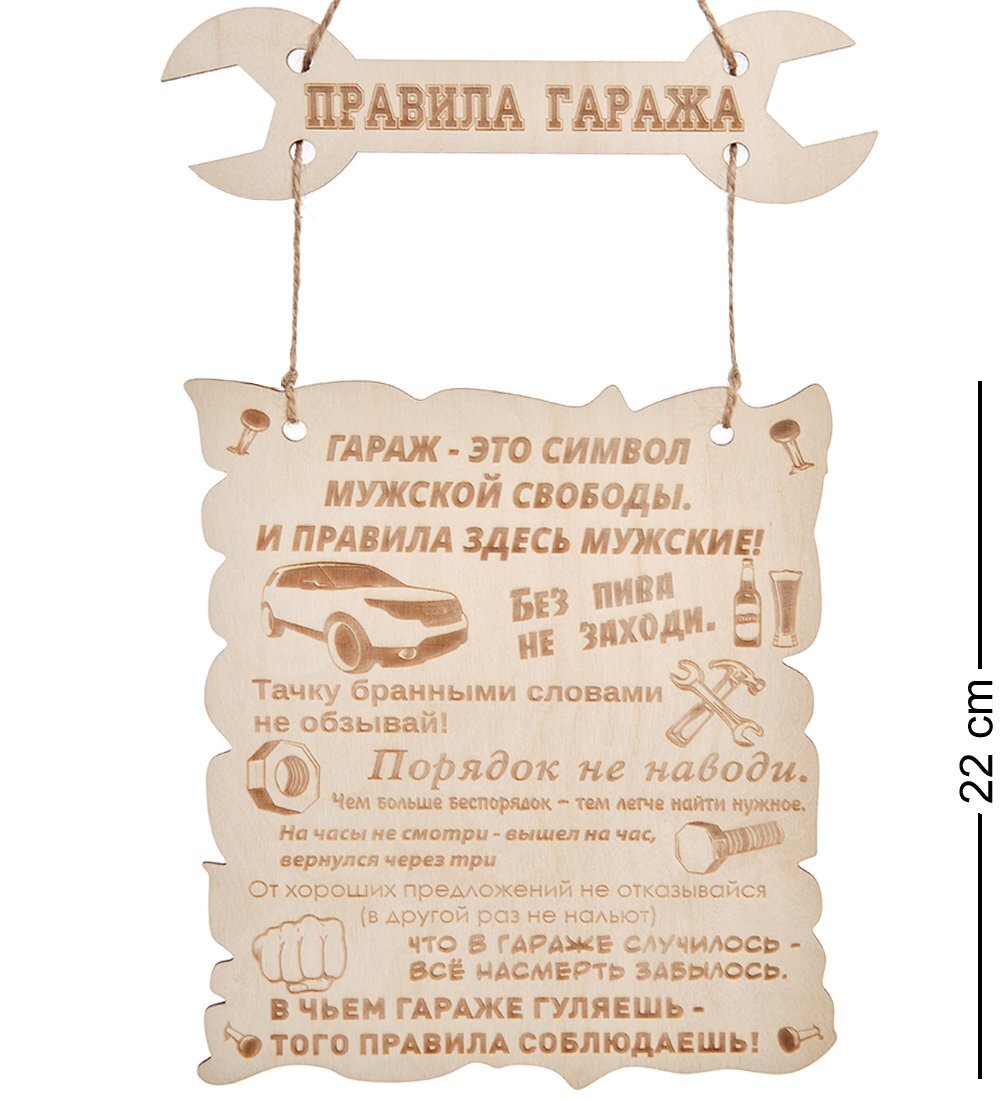 ПРАВИЛА ГАРАЖА
ГАРАЖ - ЭТО СИМВОЛ
МУЖСКОЙ СВОБОДЫ.
И ПРАВИЛА ЗДЕСЬ МУЖСКИЕ!
БЕЗ ПИВА
НЕ ЗАХОДИ.
Тачку бранными словами
не обзывай!
Порядок не наводи.
Чем больше беспорядок – тем легче найти нужное.
На часы не смотри - вышел на час,
вернулся через три
От хороших предложений не отказывайся
(в другой раз не нальют)
ЧТО В ГАРАЖЕ СЛУЧИЛОСЬ -
ВСЁ НАСМЕРТЬ ЗАБЫЛОСЬ.
В ЧЬЕМ ГАРАЖЕ ГУЛЯЕШЬ -
ТОГО ПРАВИЛА СОБЛЮДАЕШЬ!
22 cm